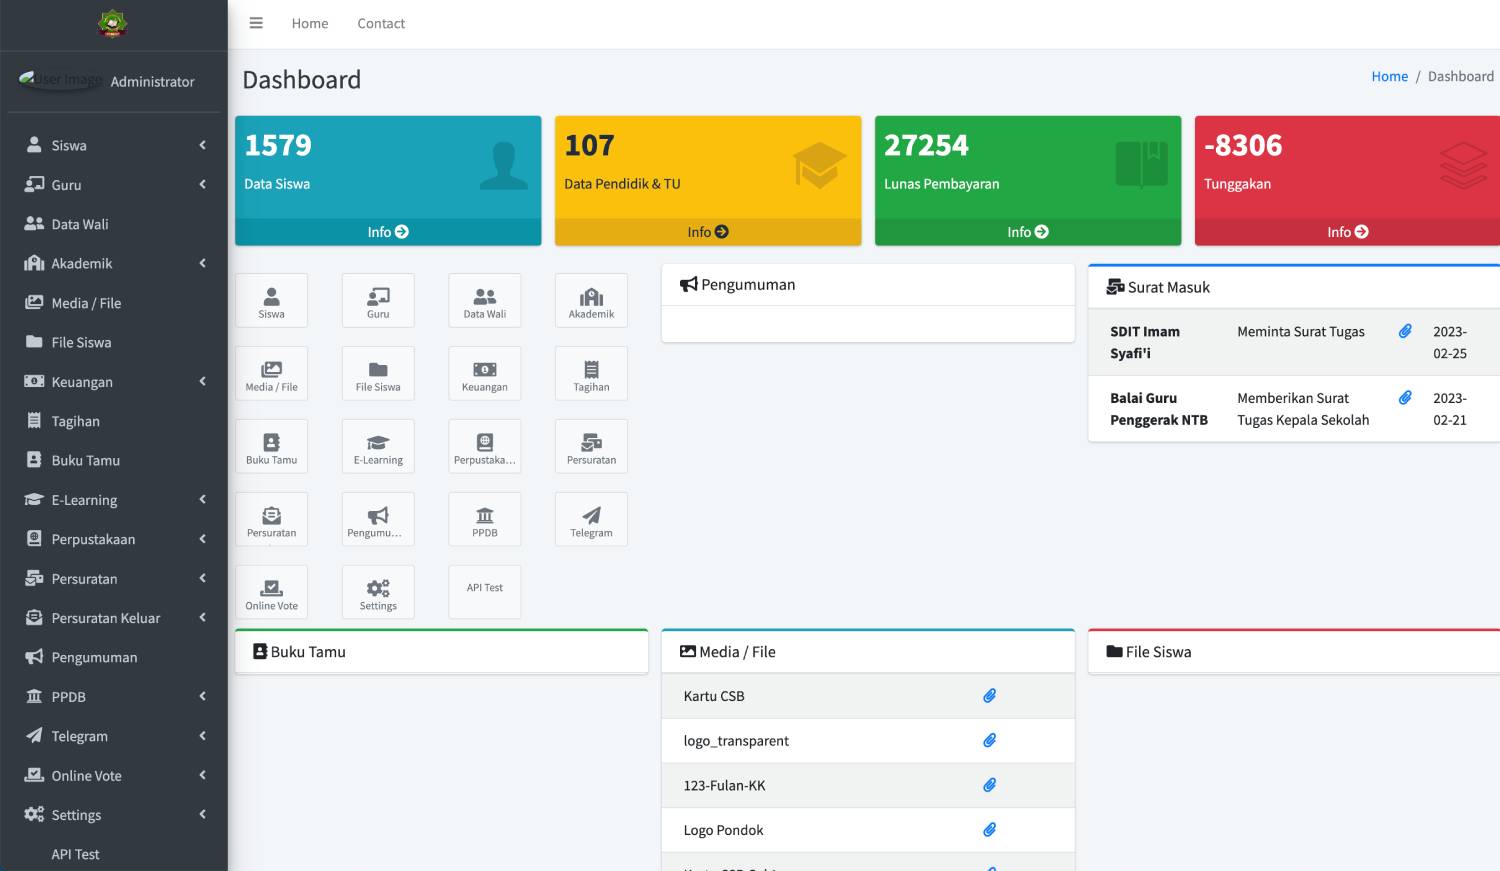 Home
Contact
User Image
Administrator
Siswa
Guru
Data Wali
Akademik
Media / File
File Siswa
Keuangan
Tagihan
Buku Tamu
E-Learning
Perpustakaan
Persuratan
Persuratan Keluar
Pengumuman
PPDB
Telegram
Online Vote
Settings
API Test
Dashboard
Home / Dashboard
1579
Data Siswa
Info
107
Data Pendidik & TU
Info
27254
Lunas Pembayaran
Info
-8306
Tunggakan
Info
Siswa
Guru
Data Wali
Akademik
Media / File
File Siswa
Keuangan
Tagihan
Buku Tamu
E-Learning
Perpustaka...
Persuratan
Persuratan
Pengumu...
PPDB
Telegram
Online Vote
Settings
API Test
Pengumuman
Surat Masuk
SDIT Imam
Syafi'i
Meminta Surat Tugas
2023-
02-25
Balai Guru
Penggerak NTB
Memberikan Surat
Tugas Kepala Sekolah
2023-
02-21
Buku Tamu
Media / File
Kartu CSB
logo_transparent
123-Fulan-KK
Logo Pondok
File Siswa